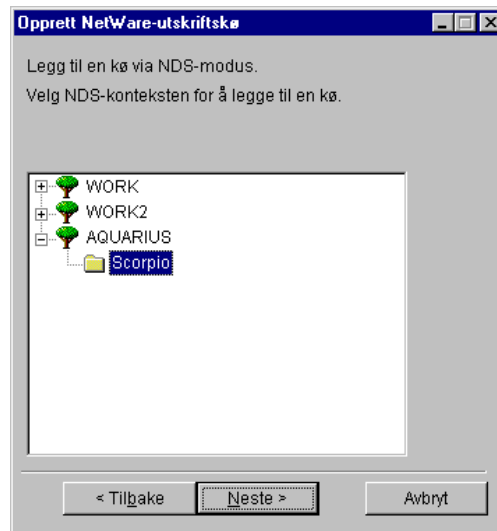 Opprett NetWare-utskriftskø
Legg til en kø via NDS-modus.
Velg NDS-konteksten for å legge til en kø.
WORK
WORK2
AQUARIUS
Scorpio
< Tilbake Neste > Avbryt